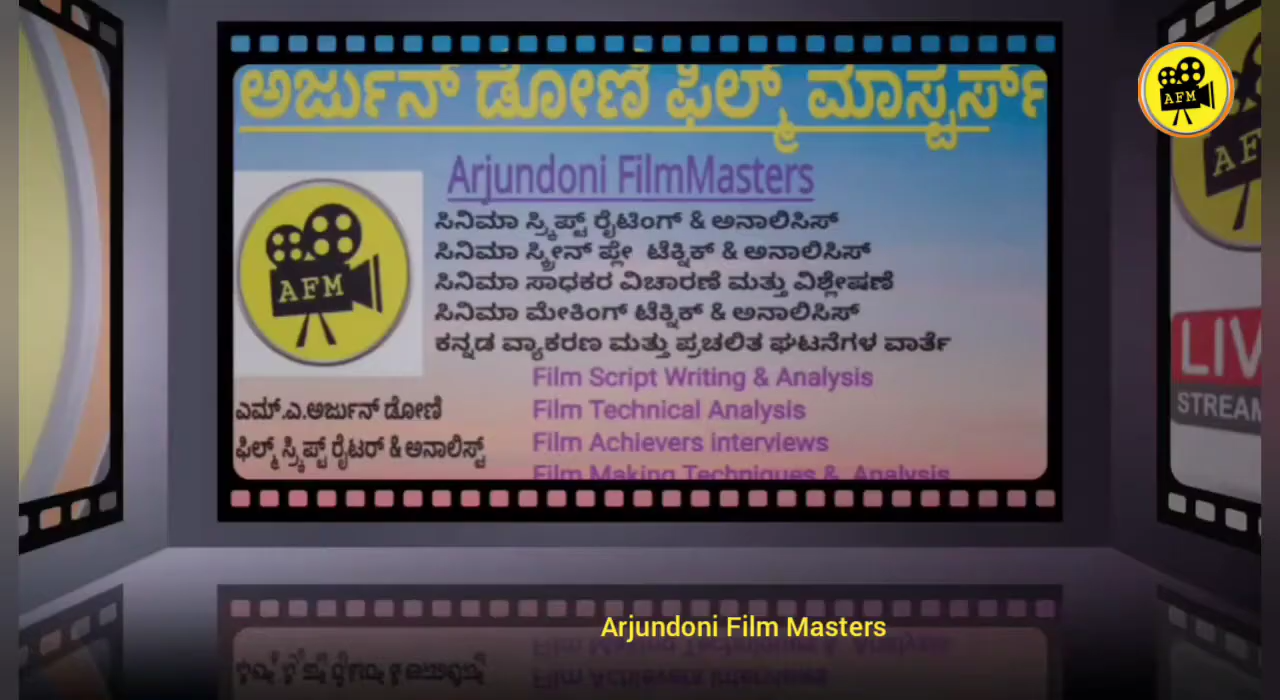 ಅರ್ಜುನ್ ಡೋಣಿ ಫಿಲ್ಮ್ ಮಾಸ್ಟರ್ಸ್
Arjundoni FilmMasters
ಸಿನಿಮಾ ಸ್ಕ್ರಿಪ್ಟ್ ರೈಟಿಂಗ್ & ಅನಾಲಿಸಿಸ್
ಸಿನಿಮಾ ಸ್ಕ್ರೀನ್ ಪ್ಲೇ ಟೆಕ್ನಿಕ್ & ಅನಾಲಿಸಿಸ್
ಸಿನಿಮಾ ಸಾಧಕರ ವಿಚಾರಣೆ ಮತ್ತು ವಿಶ್ಲೇಷಣೆ
ಸಿನಿಮಾ ಮೇಕಿಂಗ್ ಟೆಕ್ನಿಕ್ & ಅನಾಲಿಸಿಸ್
ಕನ್ನಡ ವ್ಯಾಕರಣ ಮತ್ತು ಪ್ರಚಲಿತ ಘಟನೆಗಳ ವಾರ್ತೆ
Film Script Writing & Analysis
Film Technical Analysis
Film Achievers interviews
Film Making Techniques & Analysis
AFM
ಎಮ್.ಎ.ಅರ್ಜುನ್ ಡೋಣಿ
ಫಿಲ್ಮ್ ಸ್ಕ್ರಿಪ್ಟ್ ರೈಟರ್ & ಅನಾಲಿಸ್ಟ್
AFM
Arjundoni Film Masters